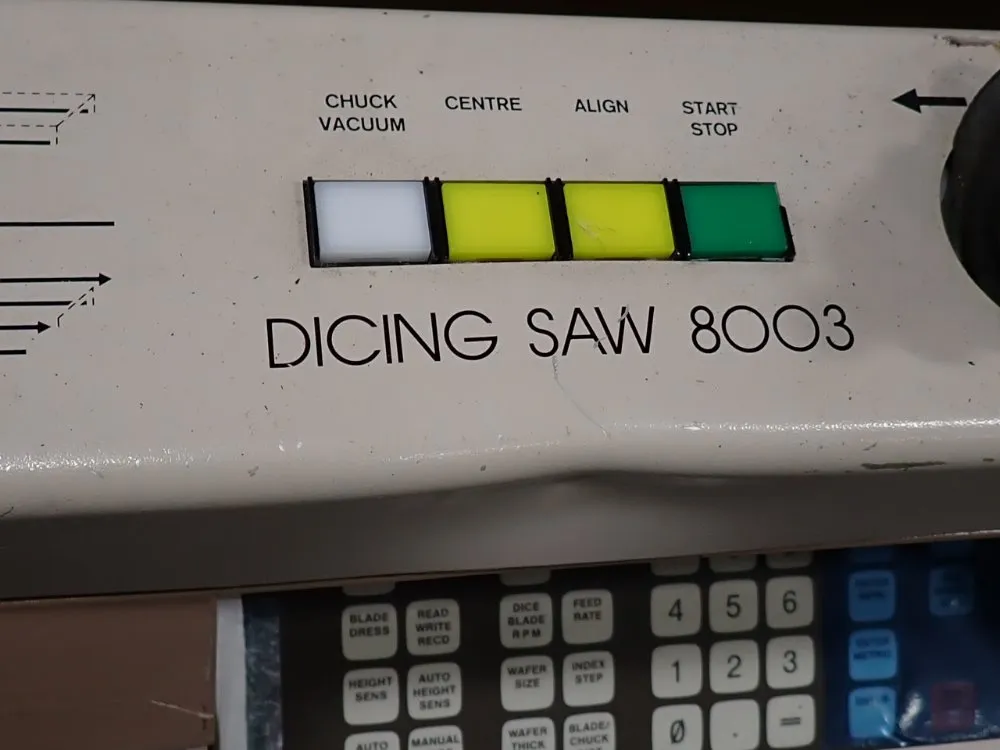 CHUCK
VACUUM
CENTRE
ALIGN
START
STOP
DICING SAW 8003
BLADE
DRESS
READ
WRITE
RECD
DICE
BLADE
RPM
FEED
RATE
4
5
6
HEIGHT
SENS
AUTO
HEIGHT
SENS
WAFER
SIZE
INDEX
STEP
1
2
3
AUTO
MANUAL
WAFER
THICK
BLADE/
CHUCK
0
.
=